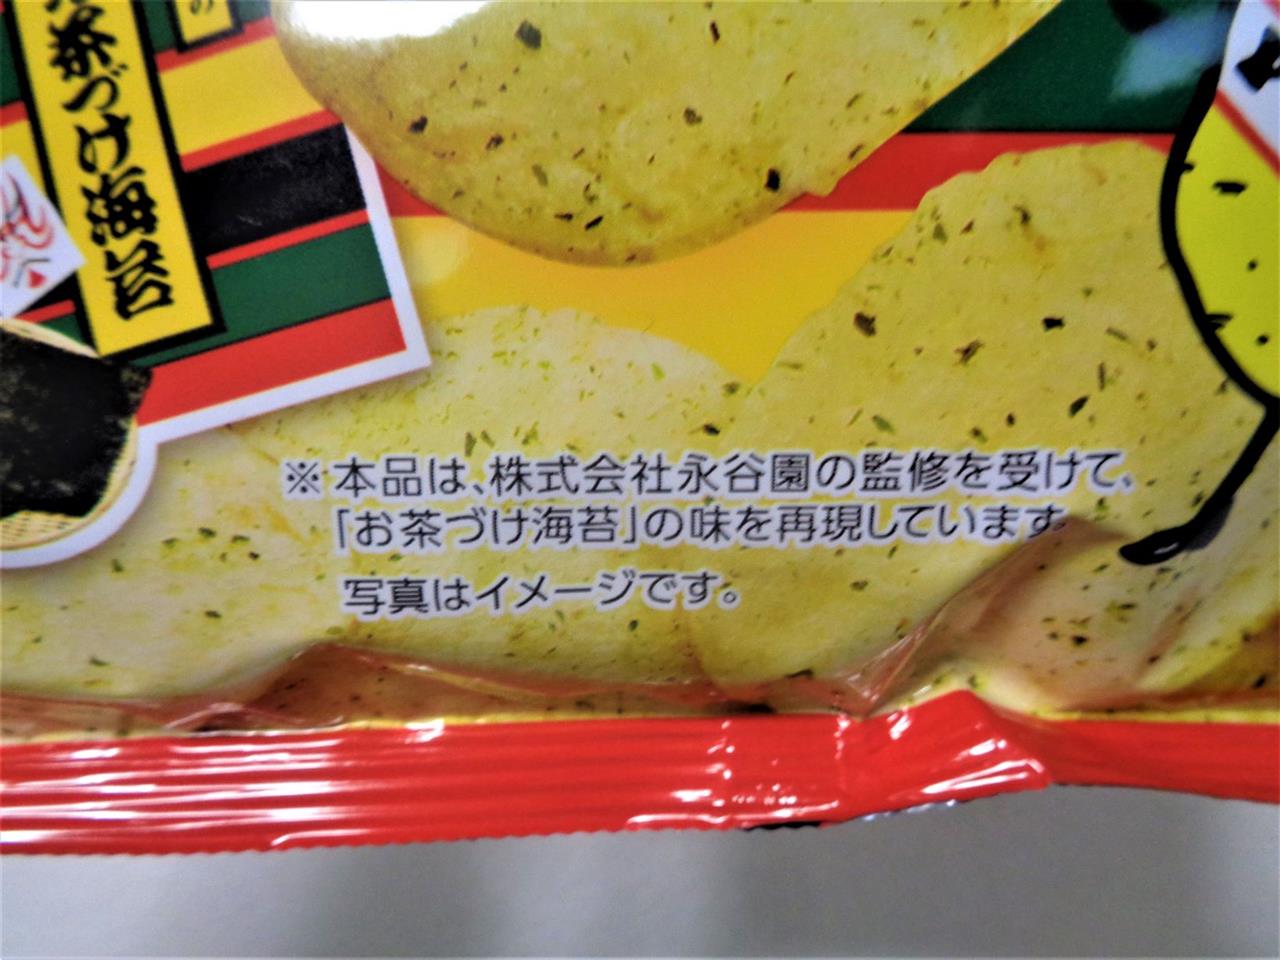 の
お茶づけ海苔
※本品は、株式会社永谷園の監修を受けて、
「お茶づけ海苔」の味を再現しています。
写真はイメージです。